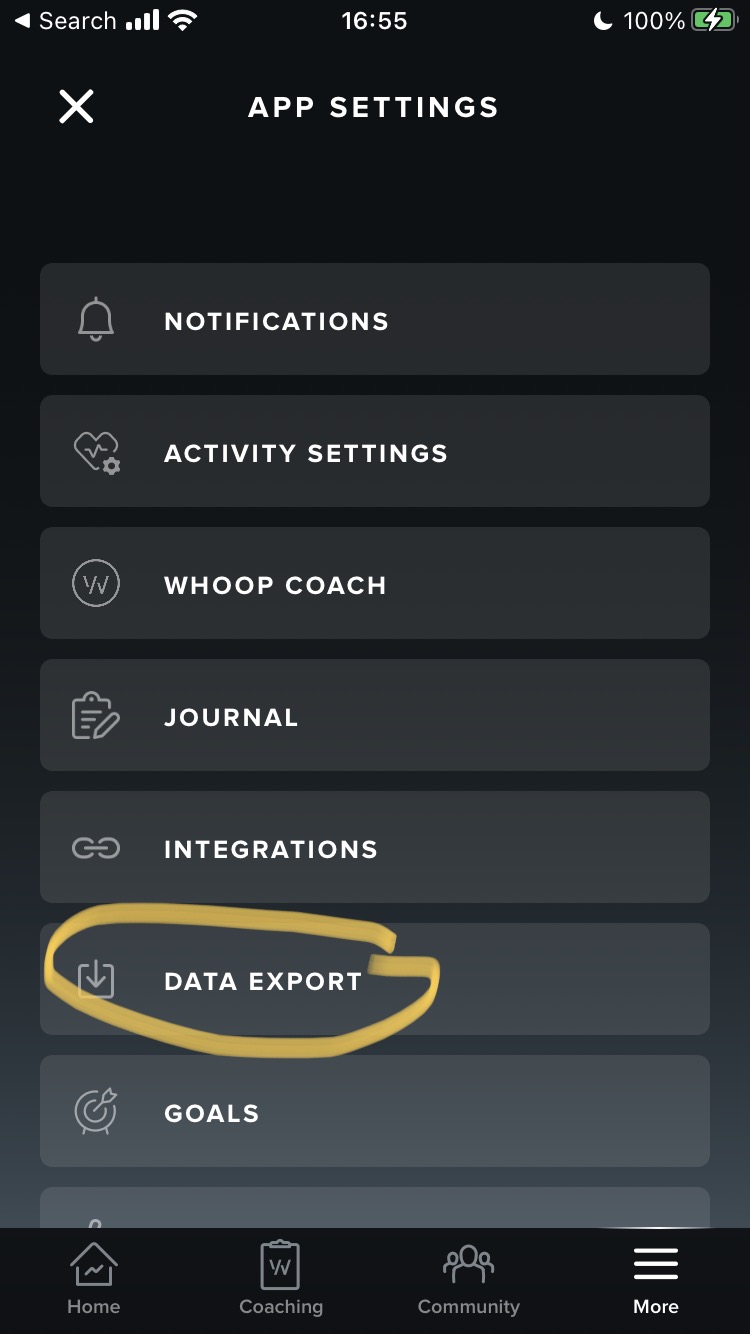 Search 16:55 100%
APP SETTINGS
NOTIFICATIONS
ACTIVITY SETTINGS
WHOOP COACH
JOURNAL
INTEGRATIONS
DATA EXPORT
GOALS
Home Coaching Community More